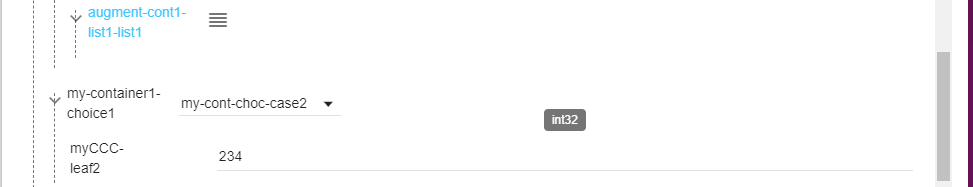 augment-cont1-
list1-list1
my-container1-
choice1
my-cont-choc-case2
int32
myCCC-
leaf2
234